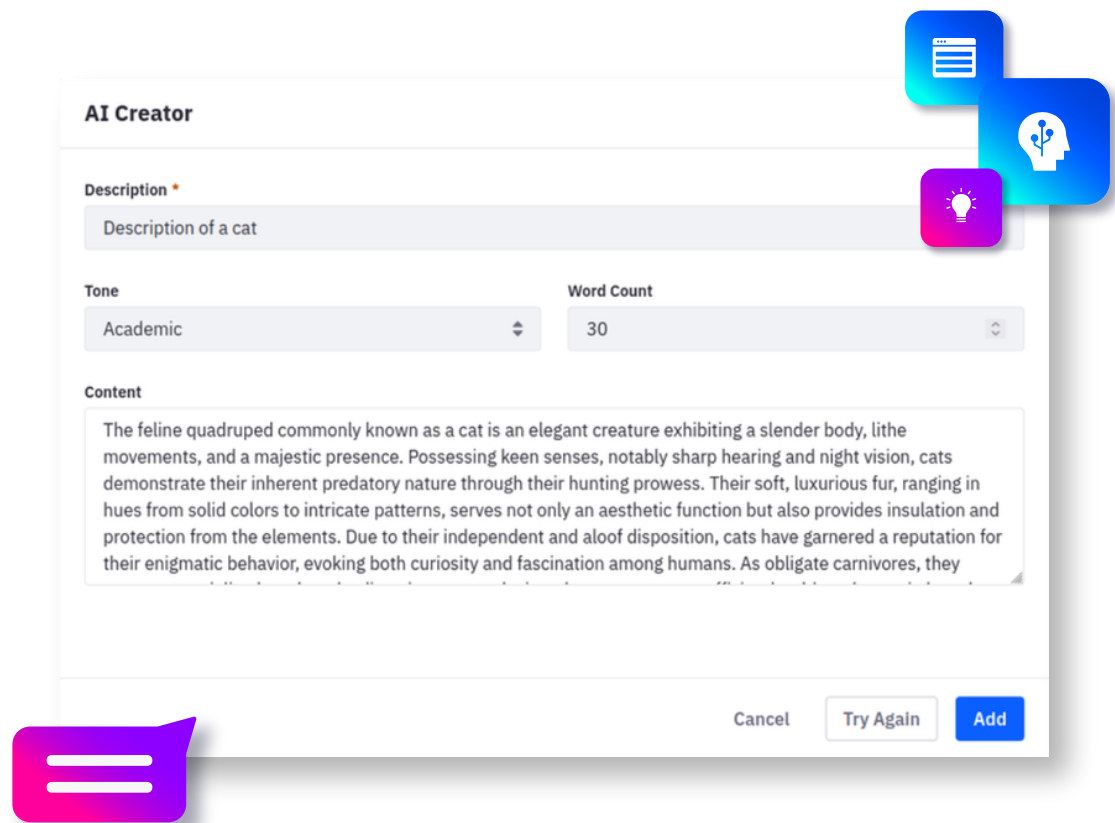 AI Creator
Description *
Description of a cat
Tone
Word Count
Academic
30
Content
The feline quadruped commonly known as a cat is an elegant creature exhibiting a slender body, lithe
movements, and a majestic presence. Possessing keen senses, notably sharp hearing and night vision, cats
demonstrate their inherent predatory nature through their hunting prowess. Their soft, luxurious fur, ranging in
hues from solid colors to intricate patterns, serves not only an aesthetic function but also provides insulation and
protection from the elements. Due to their independent and aloof disposition, cats have garnered a reputation for
their enigmatic behavior, evoking both curiosity and fascination among humans. As obligate carnivores, they
Cancel
Try Again
Add